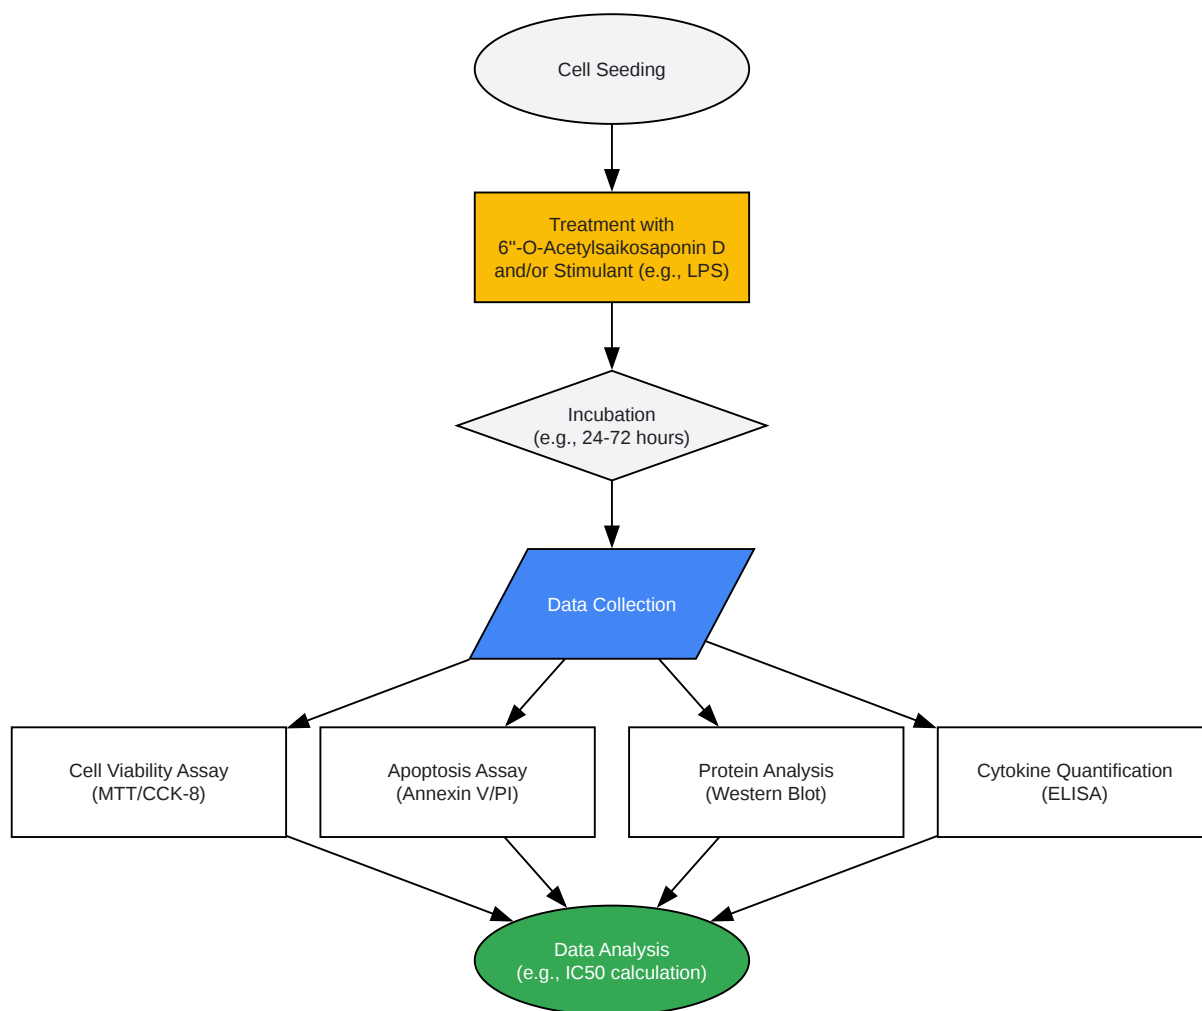 Cell Seeding
Treatment with
6"-O-Acetylsaikosaponin D
and/or Stimulant (e.g., LPS)
Incubation
(e.g., 24-72 hours)
Data Collection
Cell Viability Assay
(MTT/CCK-8)
Apoptosis Assay
(Annexin V/PI)
Protein Analysis
(Western Blot)
Cytokine Quantification
(ELISA)
Data Analysis
(e.g., IC50 calculation)